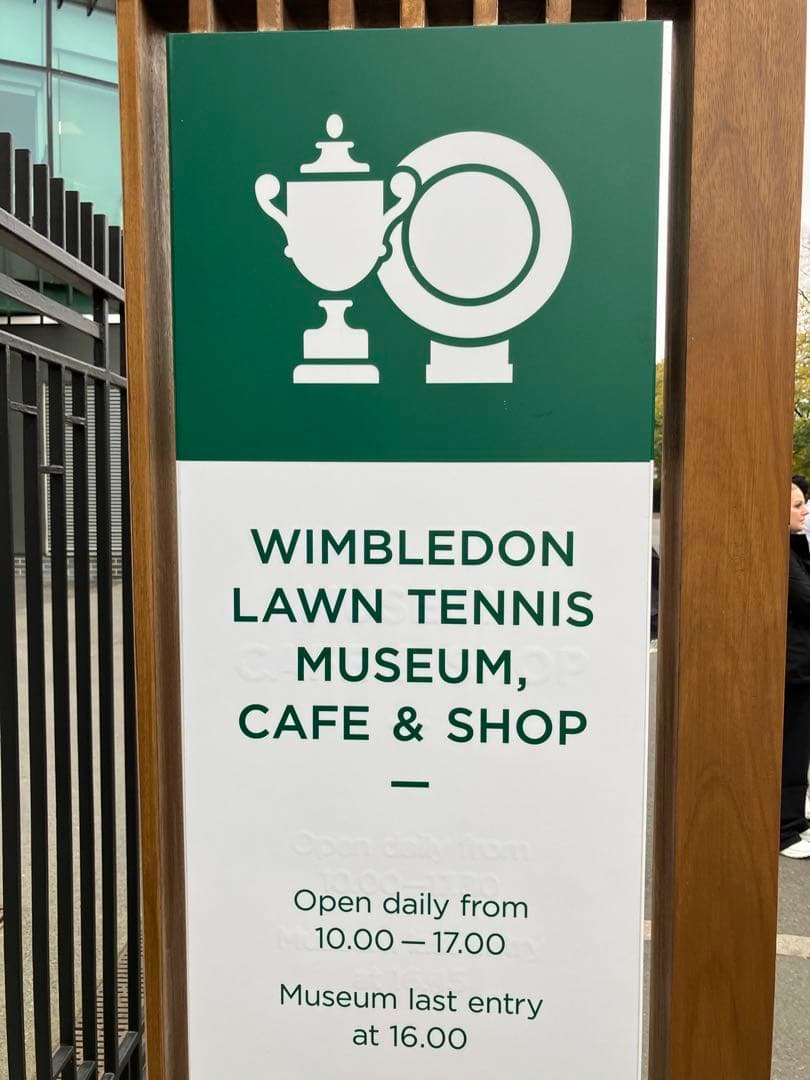 WIMBLEDON
LAWN TENNIS
MUSEUM,
CAFE & SHOP
—
Open daily from
10.00 — 17.00
Museum last entry
at 16.00